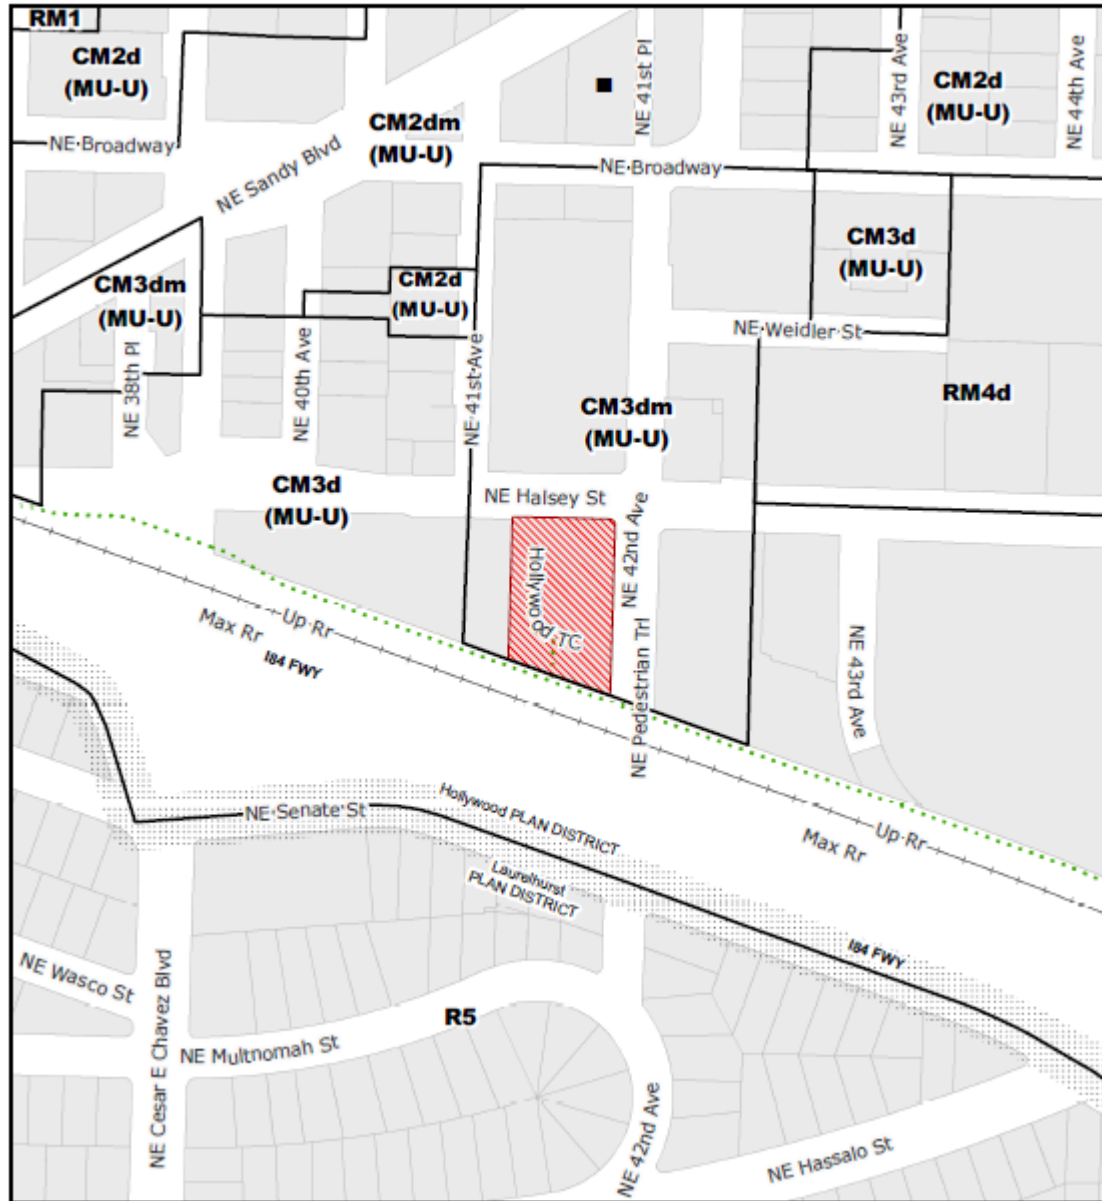 RM1
CM2d
(MU-U)
NE Broadway
NE Sandy Blvd
CM2dm
(MU-U)
NE 41st Pl
NE 43rd Ave
CM2d
(MU-U)
NE 44th Ave
NE Broadway
CM3dm
(MU-U)
CM2d
(MU-U)
CM3d
(MU-U)
NE Weidler St
NE 38th Pl
NE 40th Ave
NE 41st Ave
CM3dm
(MU-U)
RM4d
CM3d
(MU-U)
NE Halsey St
NE 42nd Ave
Hollywood TC
NE Pedestrian Trl
NE 43rd Ave
Up Rr
Max Rr
I84 FWY
Up Rr
Max Rr
NE Senate St
Hollywood PLAN DISTRICT
Laurelhurst
PLAN DISTRICT
I84 FWY
NE Wasco St
NE Cesar E Chavez Blvd
R5
NE Multnomah St
NE 42nd Ave
NE Hassalo St